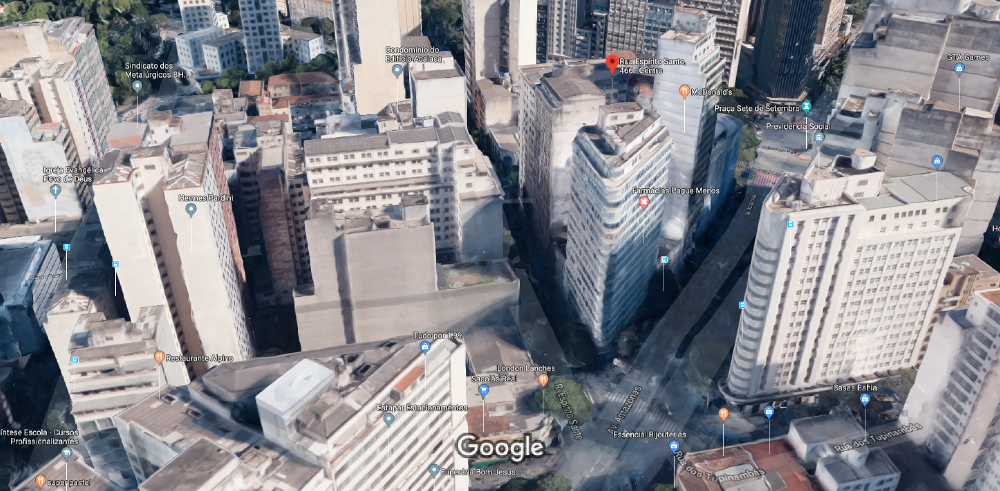 GTA Games
Condomínio do
Edifício Acaiaca
Rua Espírito Santo,
466 - Centro
Sindicato dos
Metalúrgicos BH...
McDonald's
Praça Sete de Setembro
Previdência Social
Igreja Evangélica
Povo de Deus
Hermes Pardini
Farmácias Pague Menos
Tudo por 1,99
Restaurante Alpino
London Lanches
Sacolão Real
Casas Bahia
R. Espírito Santo
Av. Amazonas
Estapar Estacionamentos
Síntese Escola - Cursos
Profissionalizantes
Essencial Bijouterias
Rua dos Tupinambás
Google
Rua dos Tupinambás
Funerária Bom Jesus
super pastel